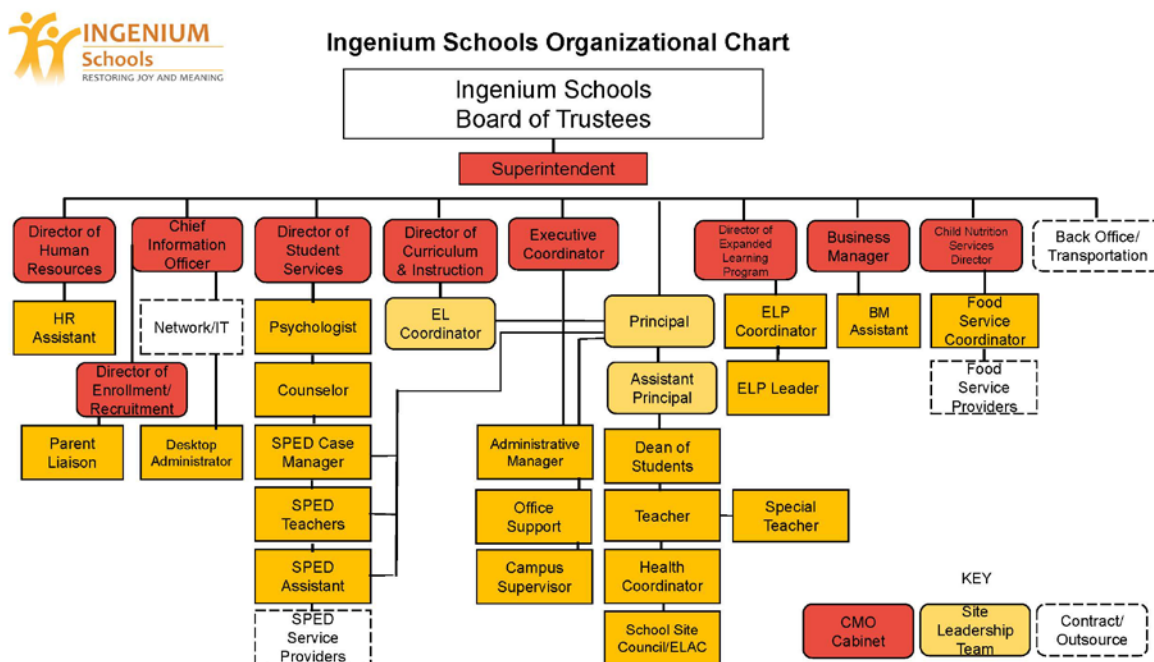 INGENIUM
Schools
RESTORING JOY AND MEANING
Ingenium Schools Organizational Chart
Ingenium Schools
Board of Trustees
Superintendent
Director of
Human
Resources
Chief
Information
Officer
Director of
Student
Services
Director of
Curriculum
& Instruction
Executive
Coordinator
Director of
Expanded
Learning
Program
Business
Manager
Child Nutrition
Services
Director
Back Office/
Transportation
HR
Assistant
Network/IT
Psychologist
EL
Coordinator
Principal
ELP
Coordinator
BM
Assistant
Food
Service
Coordinator
Director of
Enrollment/
Recruitment
Counselor
Assistant
Principal
ELP Leader
Food
Service
Providers
Parent
Liaison
Desktop
Administrator
SPED Case
Manager
Administrative
Manager
Dean of
Students
SPED
Teachers
Office
Support
Teacher
Special
Teacher
SPED
Assistant
Campus
Supervisor
Health
Coordinator
SPED
Service
Providers
School Site
Council/ELAC
KEY
CMO
Cabinet
Site
Leadership
Team
Contract/
Outsource